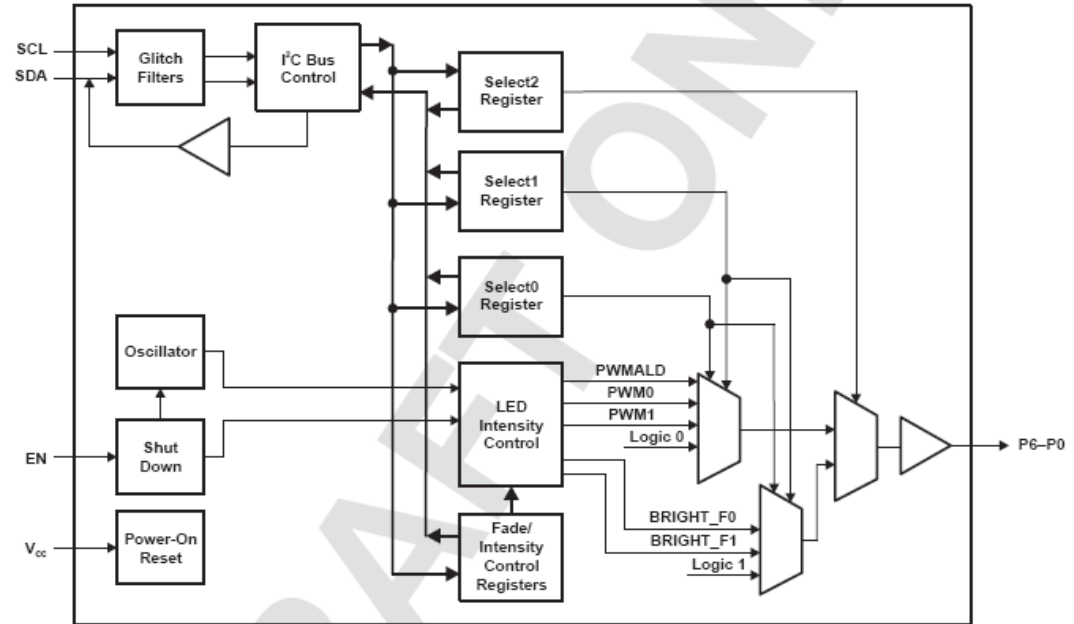 SCL
SDA
Glitch
Filters
I²C Bus
Control
Select2
Register
Select1
Register
Select0
Register
Oscillator
Shut
Down
EN
Power-On
Reset
Vcc
LED
Intensity
Control
Fade/
Intensity
Control
Registers
PWMALD
PWM0
PWM1
Logic 0
BRIGHT_F0
BRIGHT_F1
Logic 1
P6–P0